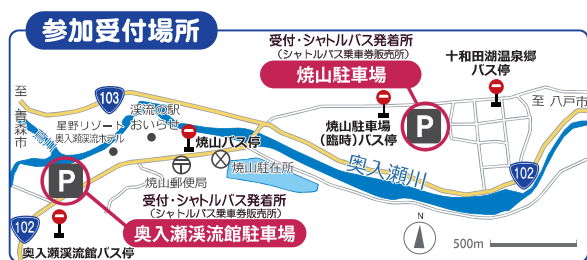 参加受付場所
受付・シャトルバス発着所
(シャトルバス乗車券販売所)
焼山駐車場
十和田湖温泉郷
バス停
至 青森市
103
渓流の駅
おいらせ
星野リゾート
奥入瀬渓流ホテル
焼山バス停
焼山駐車場
(臨時)バス停
P
至 八戸市
焼山郵便局
焼山駐在所
奥入瀬川
102
P
受付・シャトルバス発着所
(シャトルバス乗車券販売所)
奥入瀬渓流館駐車場
102
奥入瀬渓流館バス停
N
500m